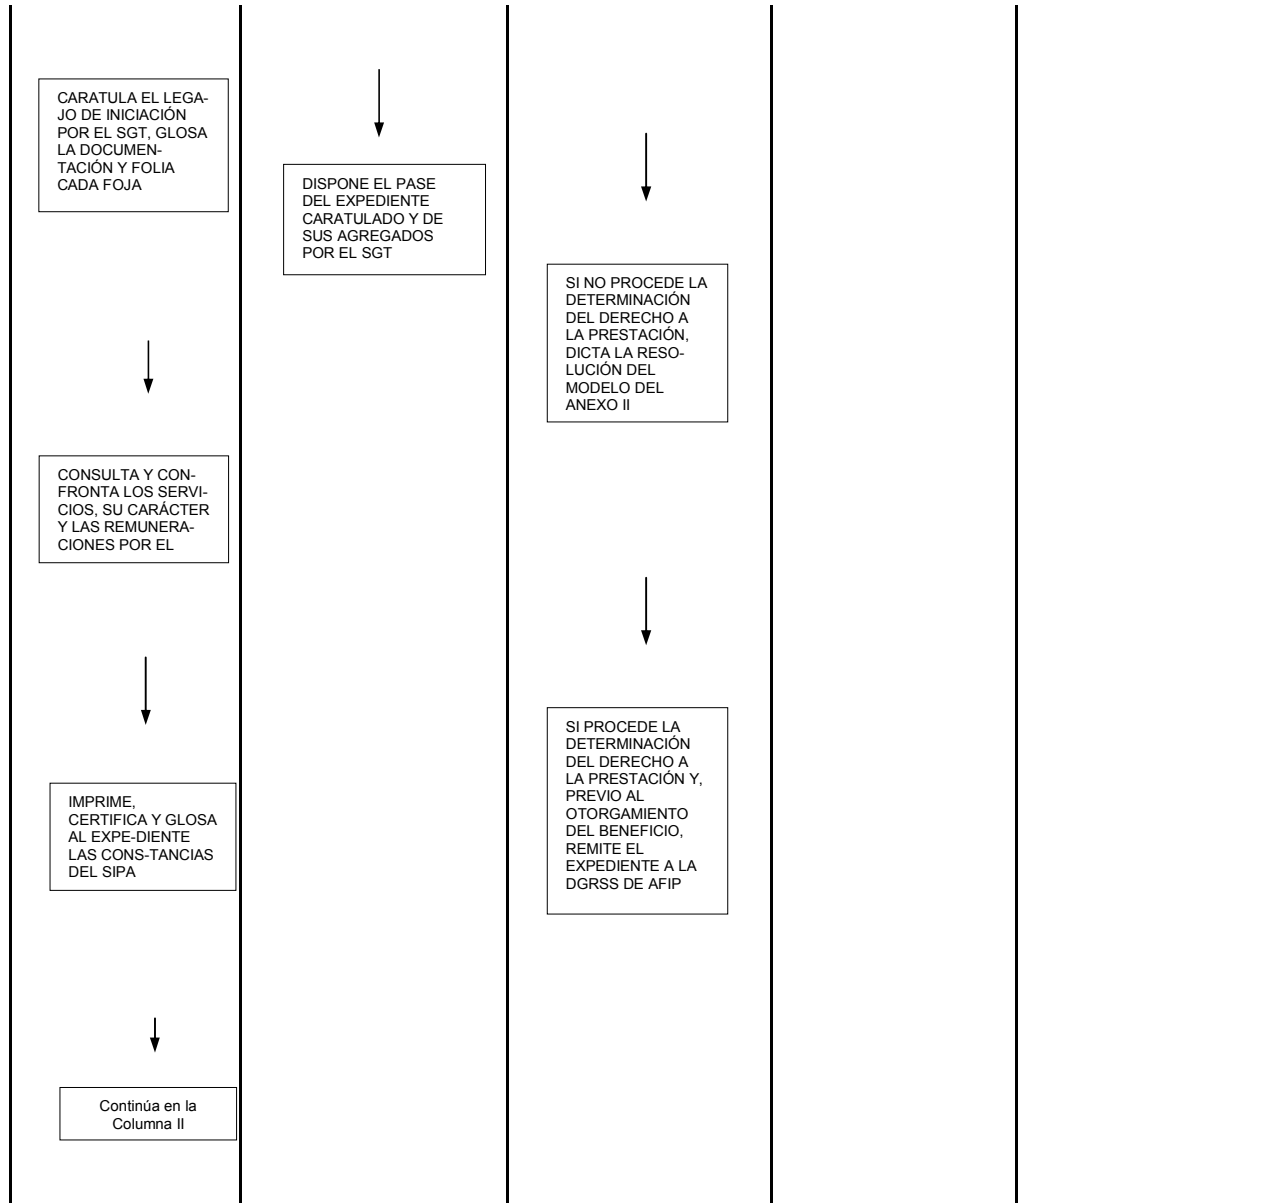 CARATULA EL LEGA-
JO DE INICIACIÓN
POR EL SGT, GLOSA
LA DOCUMEN-
TACIÓN Y FOLIA
CADA FOJA
CONSULTA Y CON-
FRONTA LOS SERVI-
CIOS, SU CARÁCTER
Y LAS REMUNERA-
CIONES POR EL
IMPRIME,
CERTIFICA Y GLOSA
AL EXPE-DIENTE
LAS CONS-TANCIAS
DEL SIPA
Continúa en la
Columna II
DISPONE EL PASE
DEL EXPEDIENTE
CARATULADO Y DE
SUS AGREGADOS
POR EL SGT
SI NO PROCEDE LA
DETERMINACIÓN
DEL DERECHO A
LA PRESTACIÓN,
DICTA LA RESO-
LUCIÓN DEL
MODELO DEL
ANEXO II
SI PROCEDE LA
DETERMINACIÓN
DEL DERECHO A
LA PRESTACIÓN Y,
PREVIO AL
OTORGAMIENTO
DEL BENEFICIO,
REMITE EL
EXPEDIENTE A LA
DGRSS DE AFIP